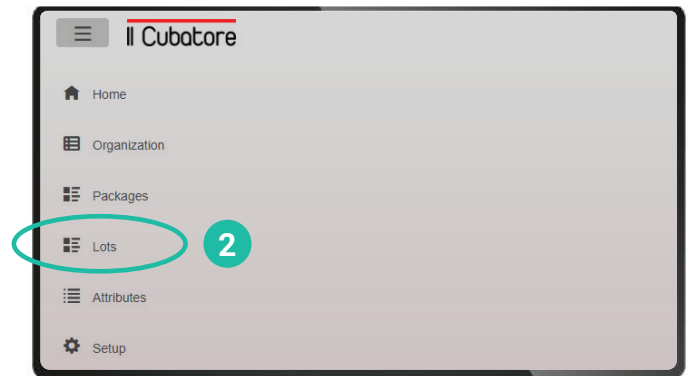 Il Cubatore
Home
Organization
Packages
Lots
2
Attributes
Setup